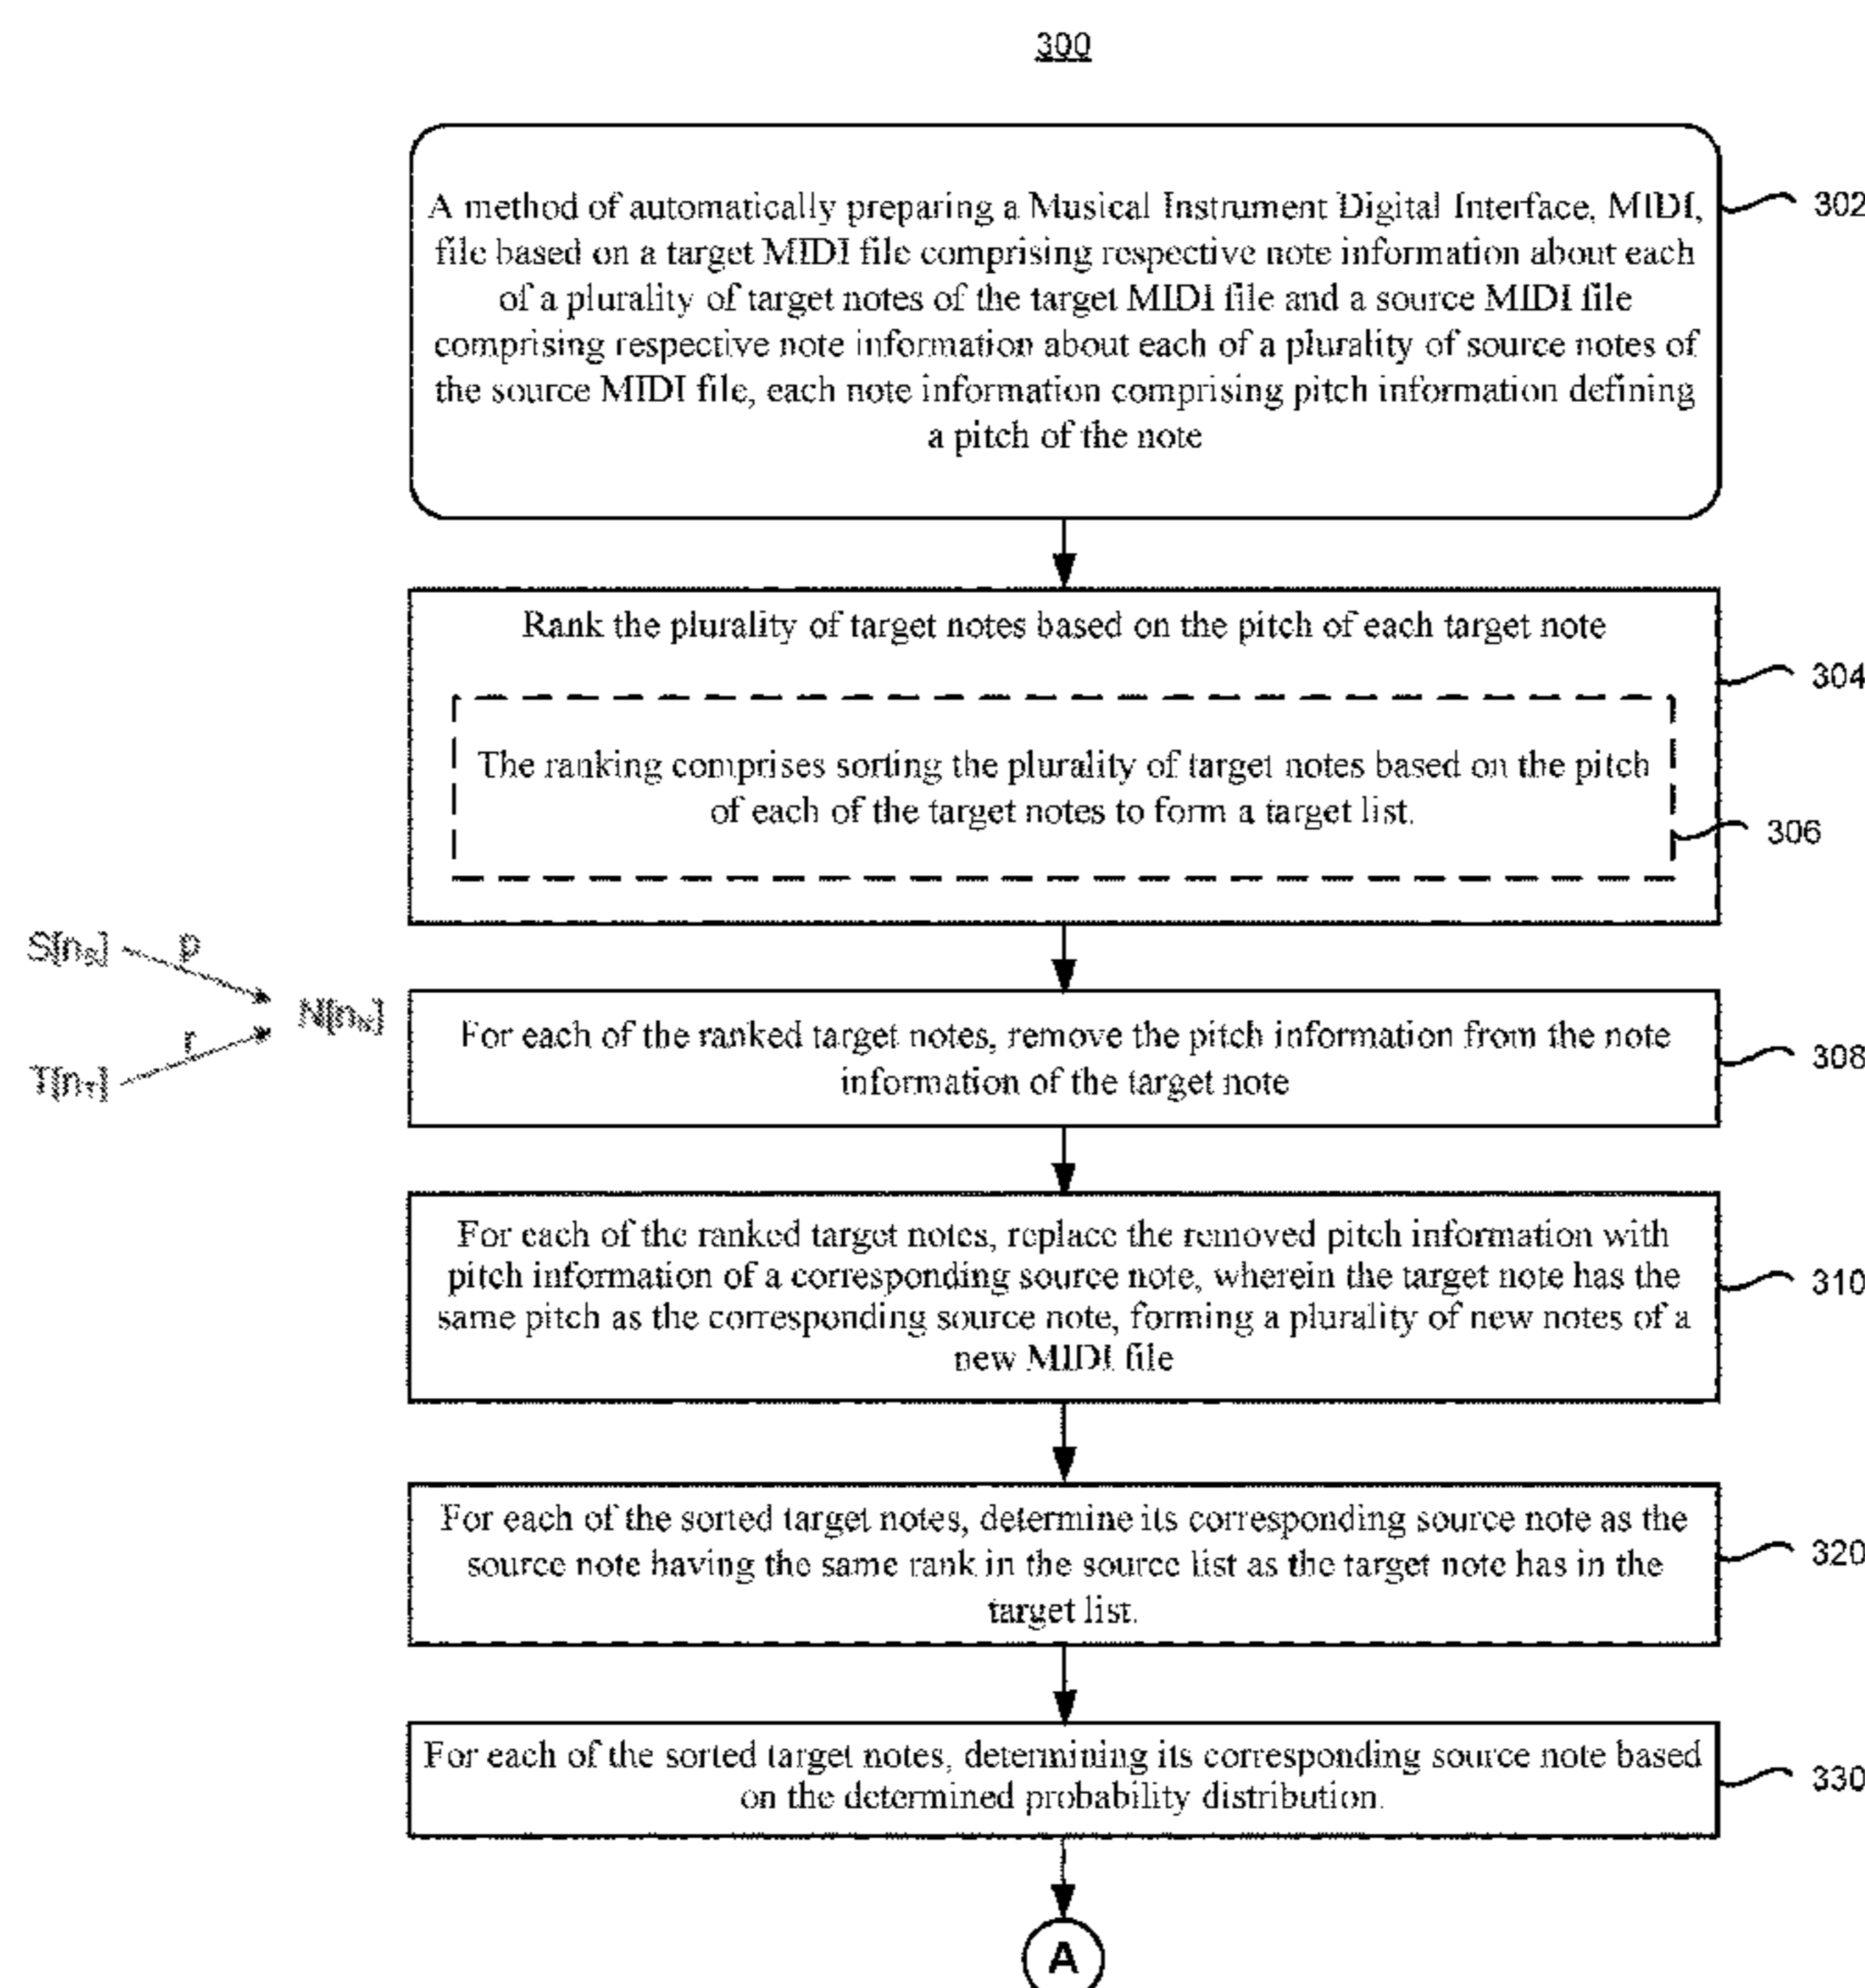 300
A method of automatically preparing a Musical Instrument Digital Interface, MIDI,
file based on a target MIDI file comprising respective note information about each
of a plurality of target notes of the target MIDI file and a source MIDI file
comprising respective note information about each of a plurality of source notes of
the source MIDI file, each note information comprising pitch information defining
a pitch of the note
302
Rank the plurality of target notes based on the pitch of each target note
304
The ranking comprises sorting the plurality of target notes based on the pitch
of each of the target notes to form a target list.
306
S[nS] p
N[nN]
r
T[nT]
For each of the ranked target notes, remove the pitch information from the note
information of the target note
308
For each of the ranked target notes, replace the removed pitch information with
pitch information of a corresponding source note, wherein the target note has the
same pitch as the corresponding source note, forming a plurality of new notes of a
new MIDI file
310
For each of the sorted target notes, determine its corresponding source note as the
source note having the same rank in the source list as the target note has in the
target list.
320
For each of the sorted target notes, determining its corresponding source note based
on the determined probability distribution.
330
A